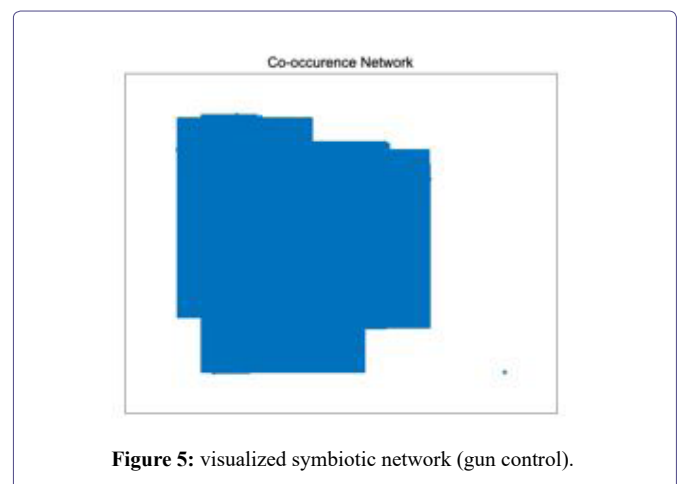 Co-occurence Network
Figure 5: visualized symbiotic network (gun control).